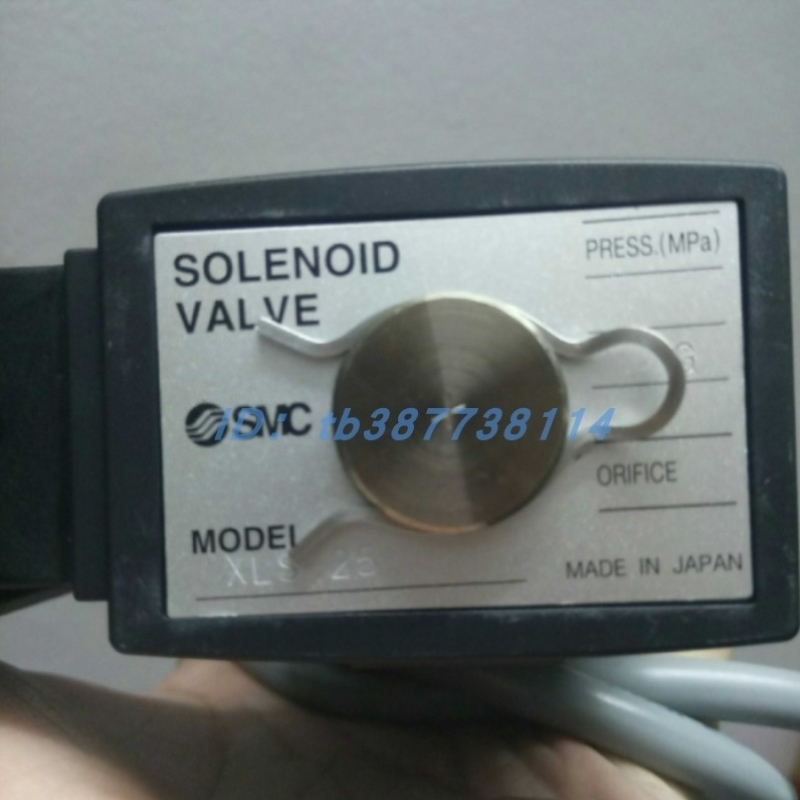 SOLENOID
VALVE
PRESS.(MPa)
SMC
ID: tb387738114
ORIFICE
MODEL
MADE IN JAPAN